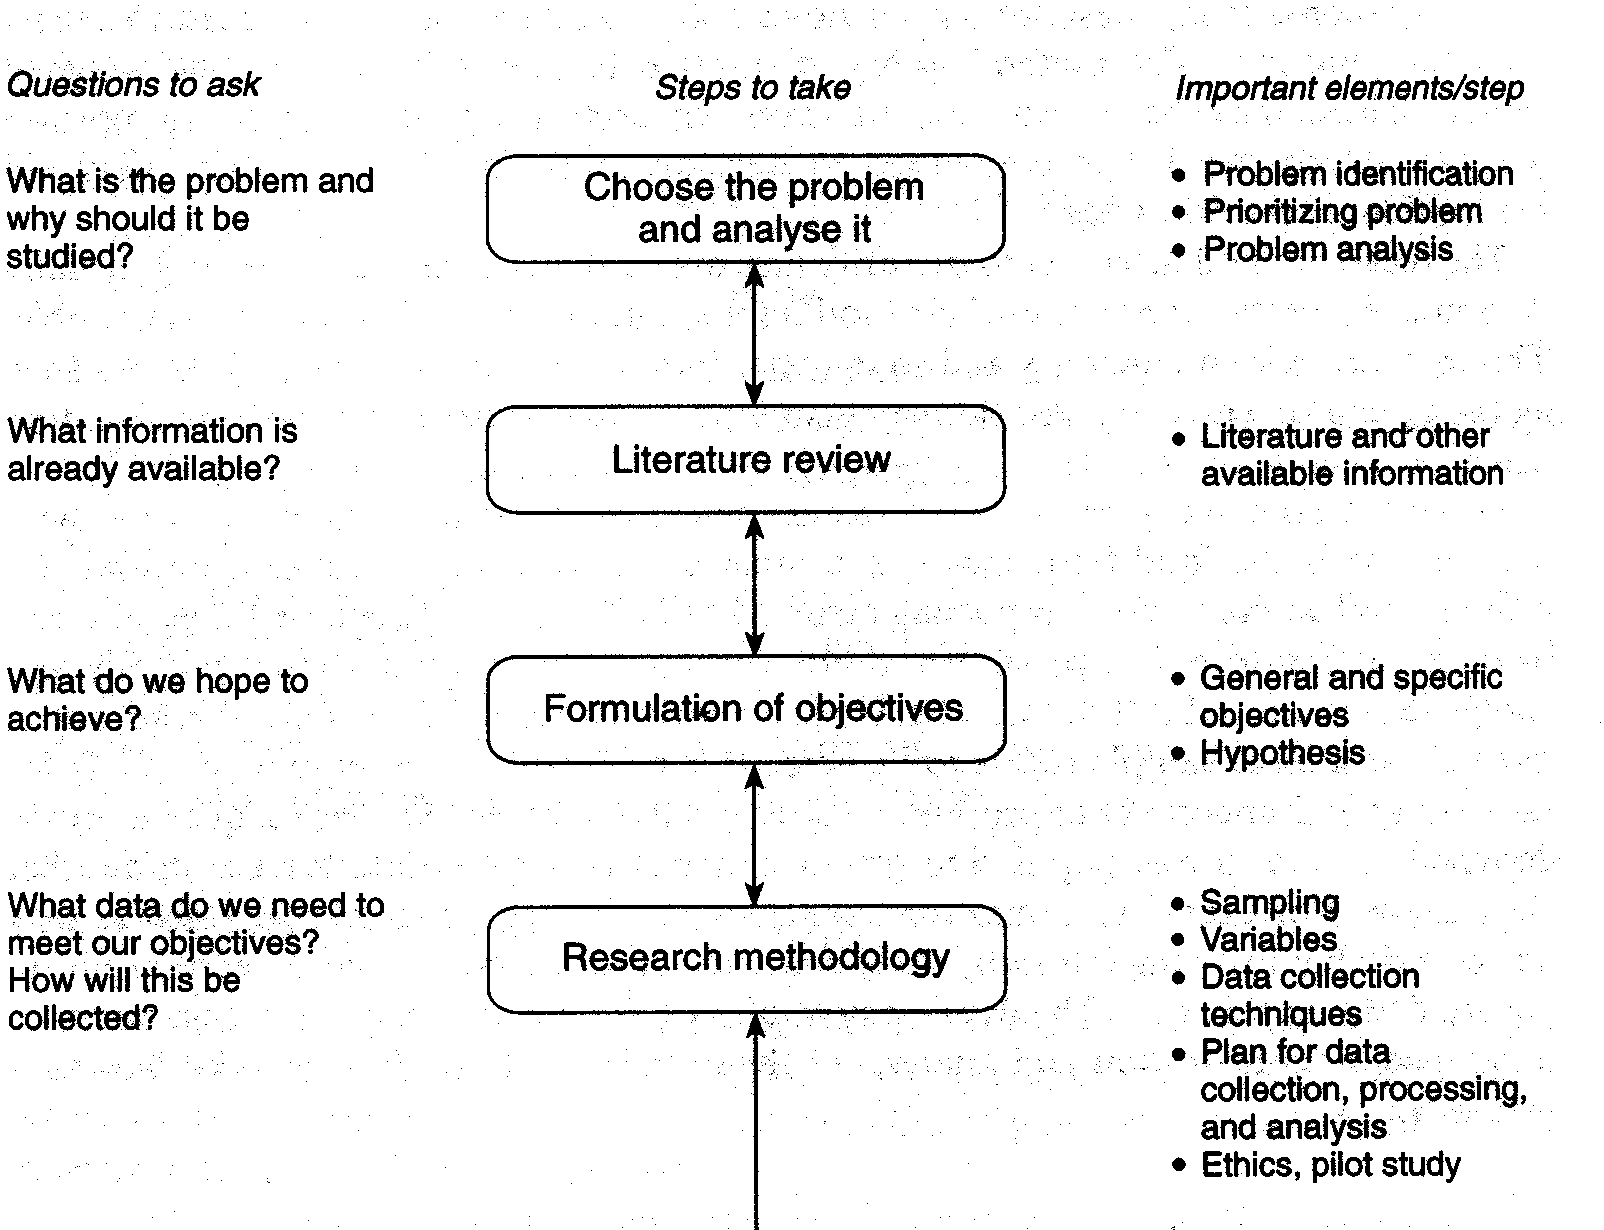 Questions to ask
Steps to take
Important elements/step
What is the problem and
why should it be
studied?
Choose the problem
and analyse it
• Problem identification
• Prioritizing problem
• Problem analysis
What information is
already available?
Literature review
• Literature and other
available information
What do we hope to
achieve?
Formulation of objectives
• General and specific
objectives
• Hypothesis
What data do we need to
meet our objectives?
How will this be
collected?
Research methodology
• Sampling
• Variables
• Data collection
techniques
• Plan for data
collection, processing,
and analysis
• Ethics, pilot study